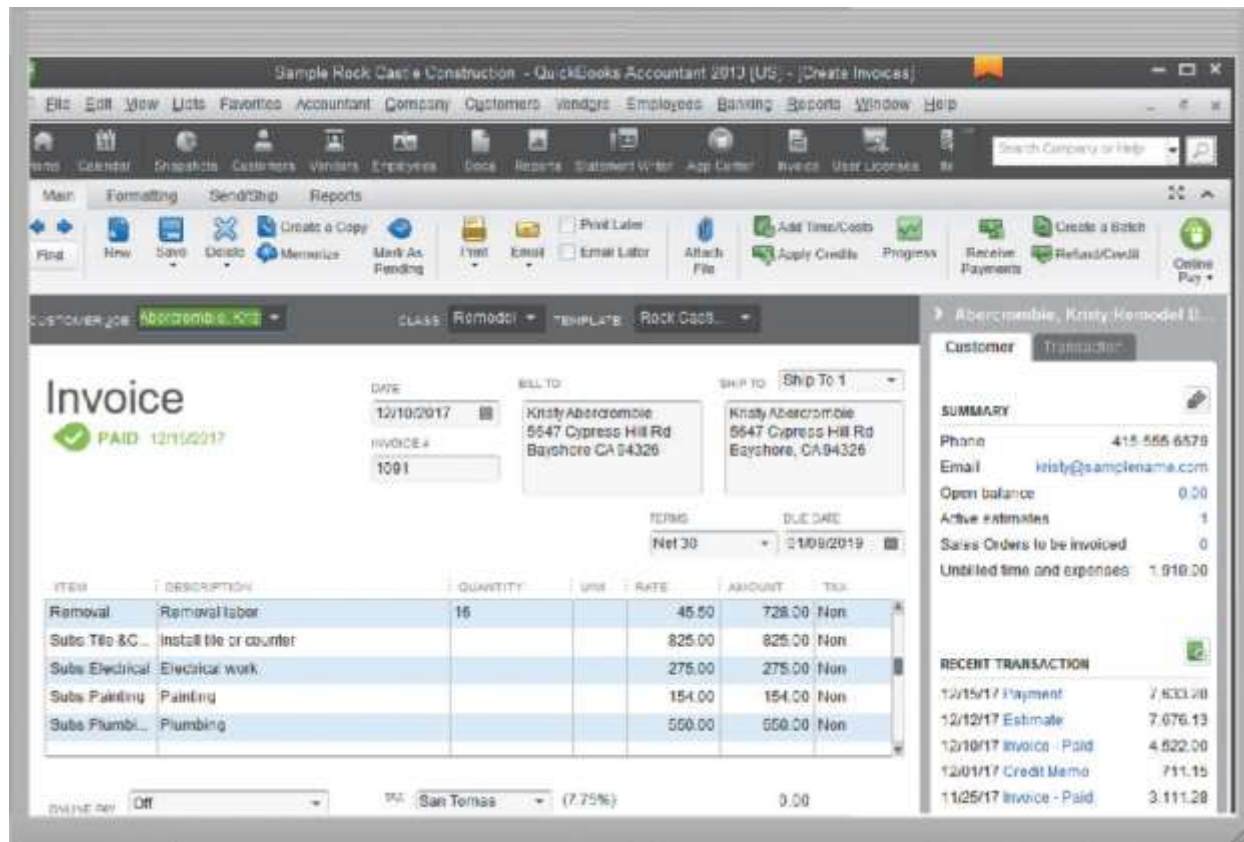 Sample Rock Castle Construction - QuickBooks Accountant 2013 [US] - [Create Invoices]
File Edit View Lists Favorites Accountant Company Customers Vendors Employees Banking Reports Window Help
Calendar Snapshots Customers Vendors Employees Docs Reports Statement Writer App Center Invoice User Licenses
Search Company or Help
Main Formatting Send/Ship Reports
Find New Save Delete Create a Copy Memorize Mark As Pending Print Email Print Later Email Later Attach File Add Time/Costs Apply Credits Progress Receive Payments Create a Batch Refund/Credit Online Pay
CUSTOMER:JOB Abercrombie, Kris CLASS Remodel TEMPLATE Rock Cast...
Abercrombie, Kristy:Remodel B...
Customer Transaction
Invoice
PAID 12/15/2017
DATE
12/10/2017
INVOICE #
1091
BILL TO
Kristy Abercrombie
5647 Cypress Hill Rd
Bayshore CA 94326
SHIP TO Ship To 1
Kristy Abercrombie
5647 Cypress Hill Rd
Bayshore, CA 94326
TERMS
Net 30
DUE DATE
01/09/2019
ITEM DESCRIPTION QUANTITY U/M RATE AMOUNT TAX
Removal Removal labor 16 45.50 728.00 Non
Subs Tile &C... Install tile or counter 825.00 825.00 Non
Subs Electrical Electrical work 275.00 275.00 Non
Subs Painting Painting 154.00 154.00 Non
Subs Plumbi... Plumbing 550.00 550.00 Non
ONLINE PAY Off TAX San Tomas (7.75%) 0.00
SUMMARY
Phone 415-555-6579
Email kristy@samplename.com
Open balance 0.00
Active estimates 1
Sales Orders to be invoiced 0
Unbilled time and expenses 1,918.00
RECENT TRANSACTION
12/15/17 Payment 7,633.28
12/12/17 Estimate 7,676.13
12/10/17 Invoice - Paid 4,522.00
12/01/17 Credit Memo 711.15
11/25/17 Invoice - Paid 3,111.28